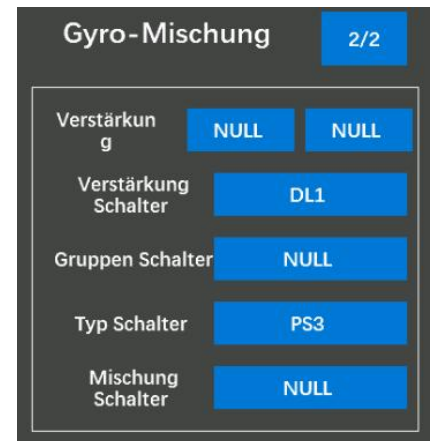 Gyro-Mischung 2/2
Verstärkun
g NULL NULL
Verstärkung
Schalter DL1
Gruppen Schalter NULL
Typ Schalter PS3
Mischung
Schalter NULL